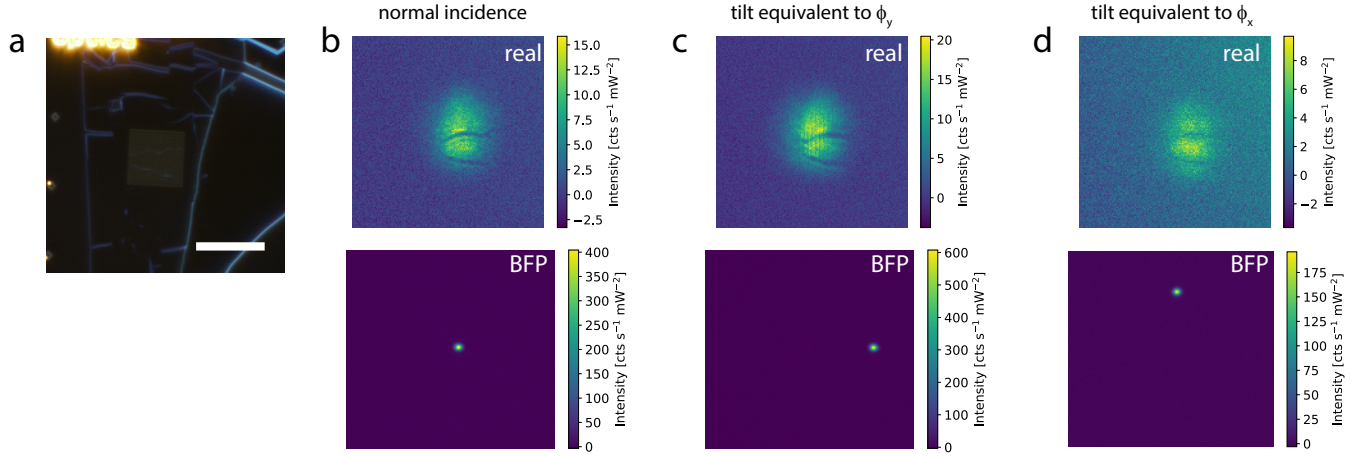 normal incidence
tilt equivalent to ϕy
tilt equivalent to ϕx
a
b
real
15.0
12.5
10.0
7.5
5.0
2.5
0.0
−2.5
Intensity [cts s−1 mW−2]
c
real
20
15
10
5
0
Intensity [cts s−1 mW−2]
d
real
8
6
4
2
0
−2
Intensity [cts s−1 mW−2]
BFP
400
350
300
250
200
150
100
50
0
Intensity [cts s−1 mW−2]
BFP
600
500
400
300
200
100
0
Intensity [cts s−1 mW−2]
BFP
175
150
125
100
75
50
25
0
Intensity [cts s−1 mW−2]